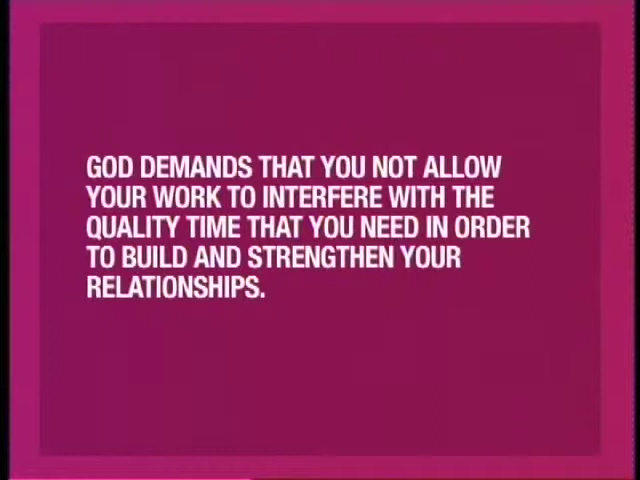 GOD DEMANDS THAT YOU NOT ALLOW
YOUR WORK TO INTERFERE WITH THE
QUALITY TIME THAT YOU NEED IN ORDER
TO BUILD AND STRENGTHEN YOUR
RELATIONSHIPS.